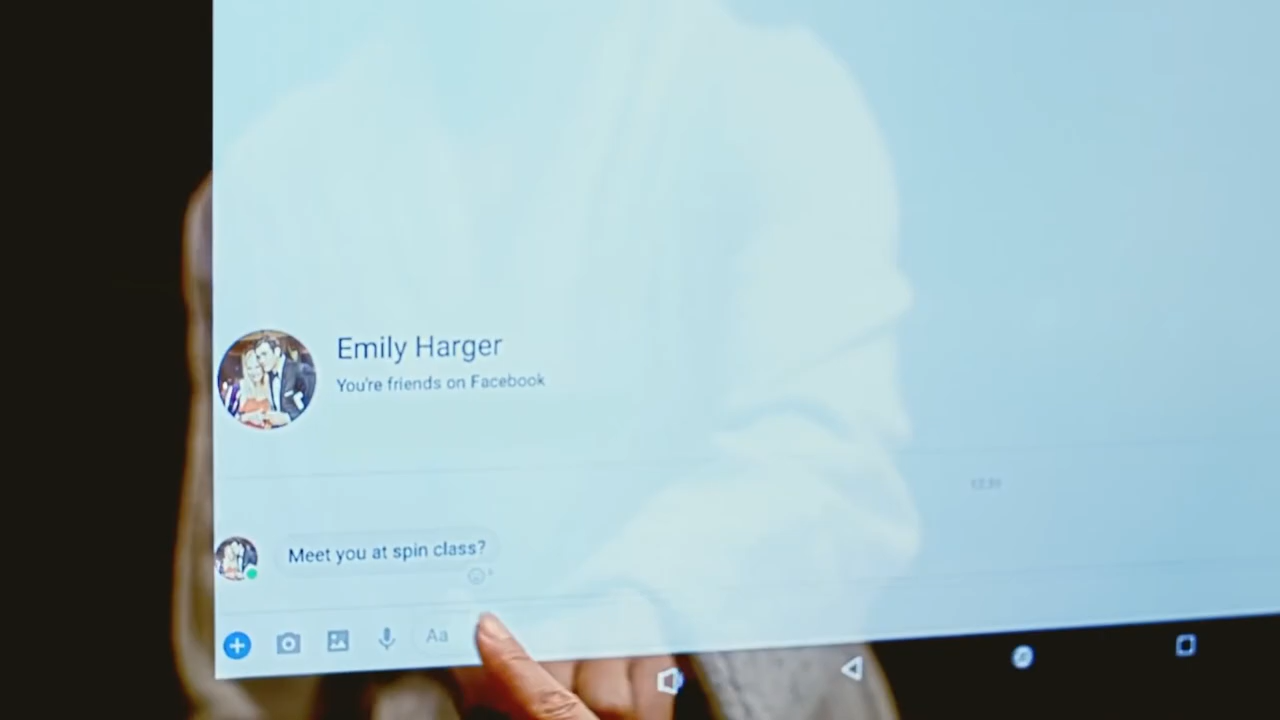 Emily Harger
You're friends on Facebook
Meet you at spin class?
Aa